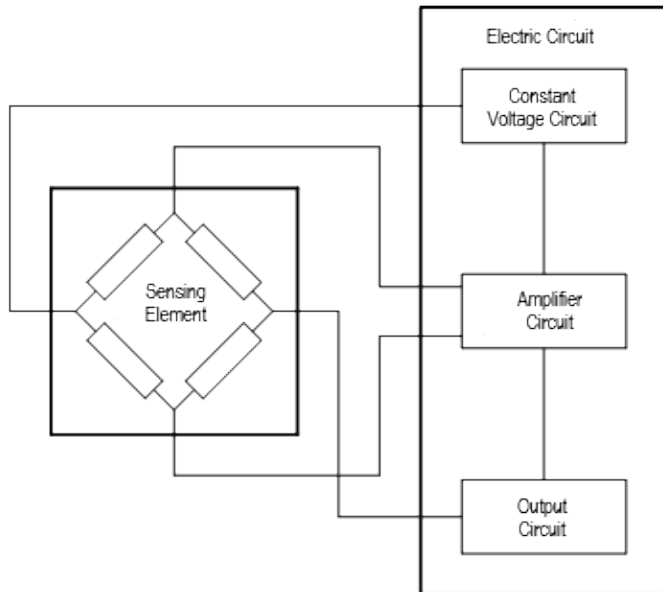 Electric Circuit
Constant
Voltage Circuit
Sensing
Element
Amplifier
Circuit
Output
Circuit